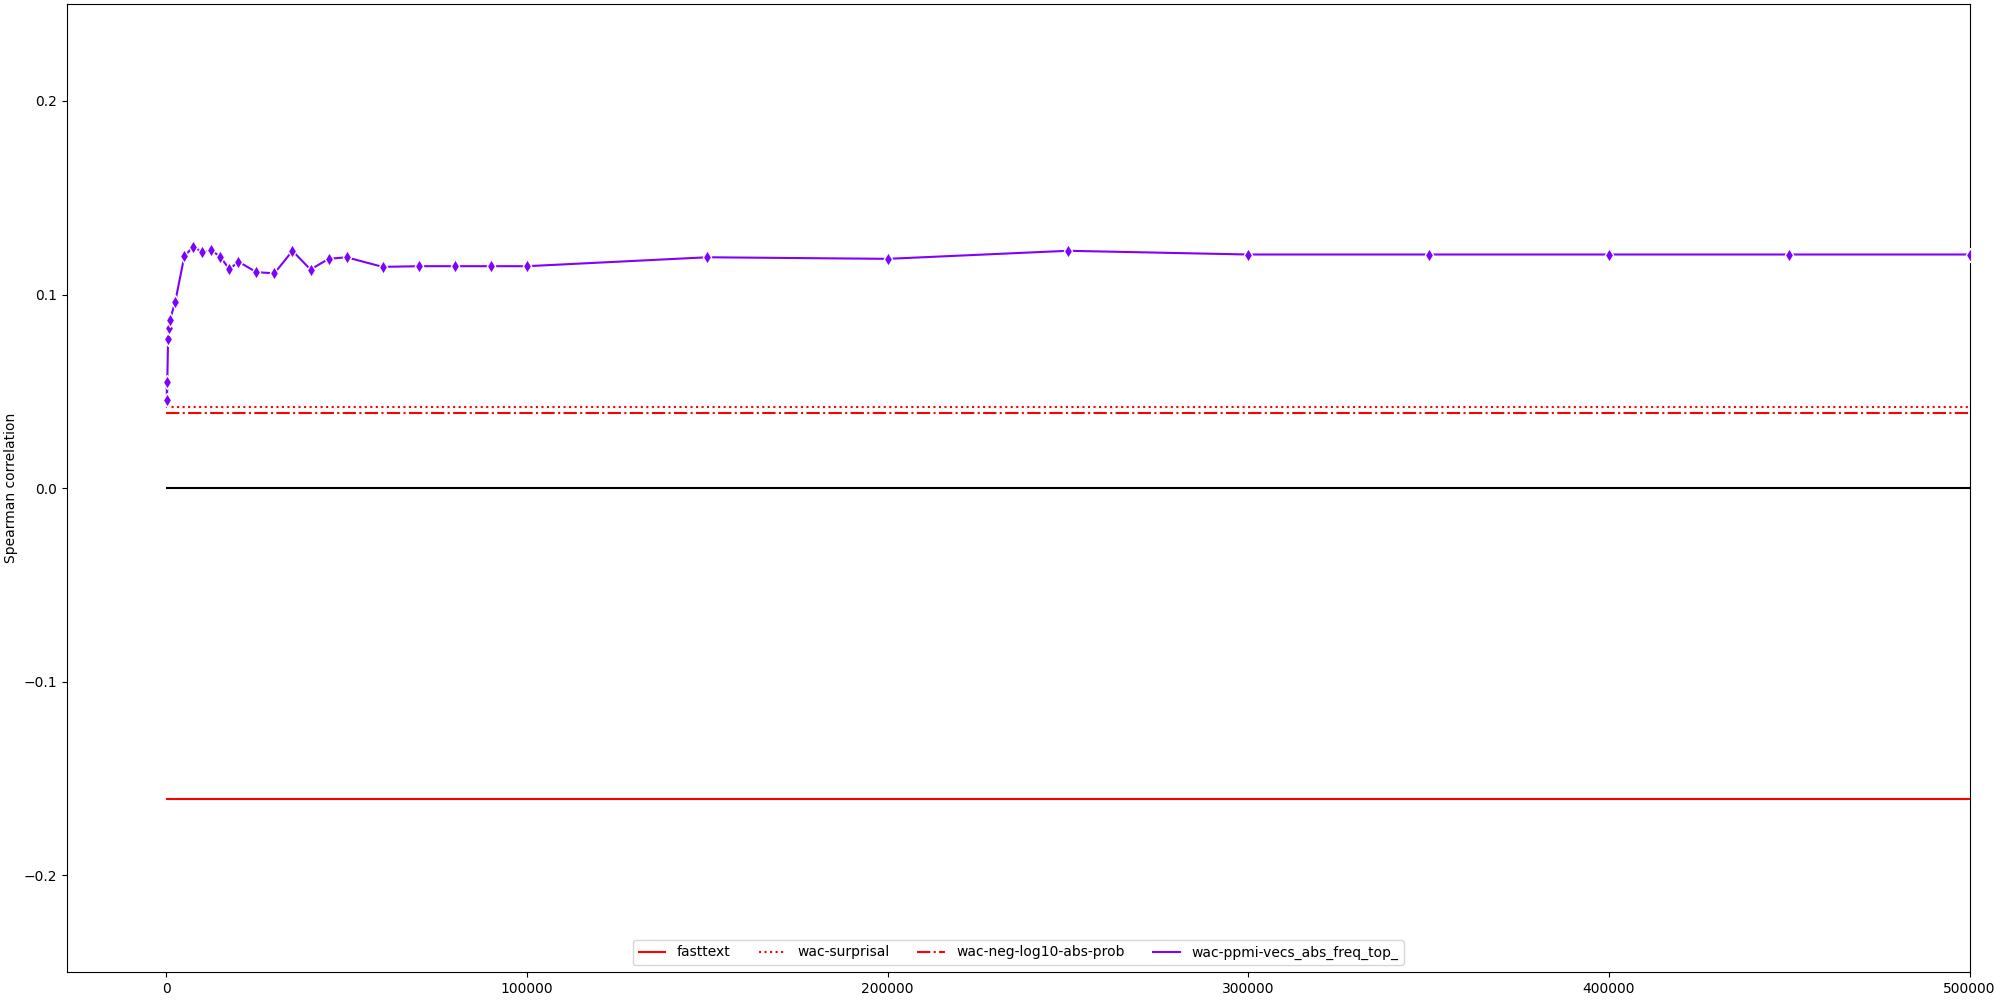 0.2
0.1
0.0
−0.1
−0.2
Spearman correlation
fasttext wac-surprisal wac-neg-log10-abs-prob wac-ppmi-vecs_abs_freq_top_
0 100000 200000 300000 400000 500000